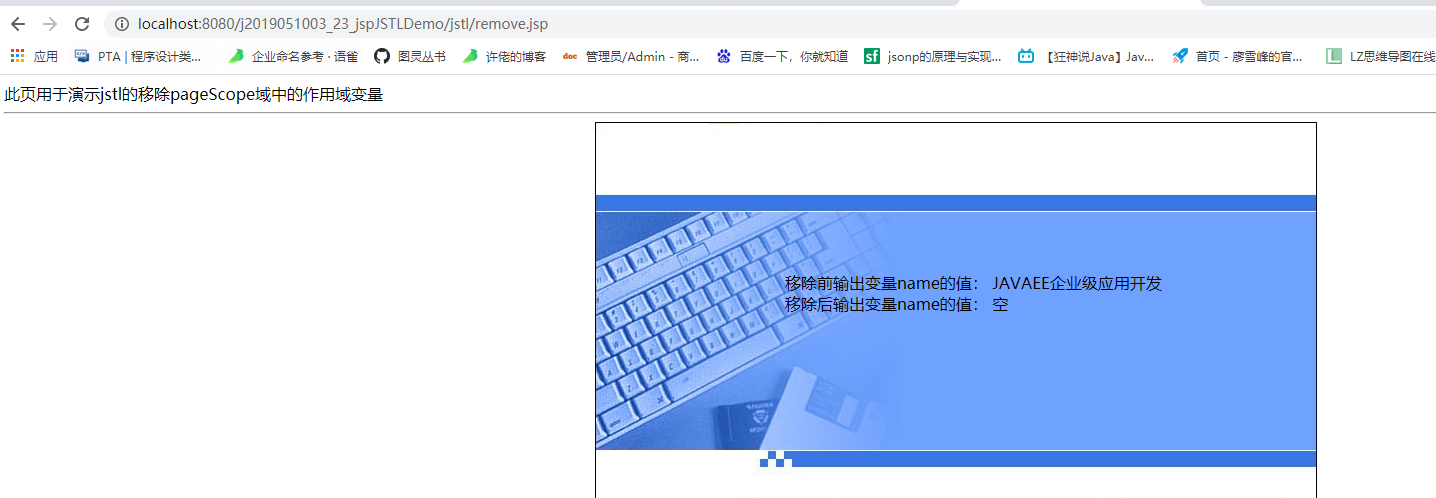 localhost:8080/j2019051003_23_jspJSTLDemo/jstl/remove.jsp
应用 PTA | 程序设计类... 企业命名参考 · 语雀 图灵丛书 许佬的博客 doc 管理员/Admin - 商... 百度一下，你就知道 sf jsonp的原理与实现... 【狂神说Java】Jav... 首页 - 廖雪峰的官... LZ思维导图在线
此页用于演示jstl的移除pageScope域中的作用域变量
移除前输出变量name的值： JAVAEE企业级应用开发
移除后输出变量name的值： 空